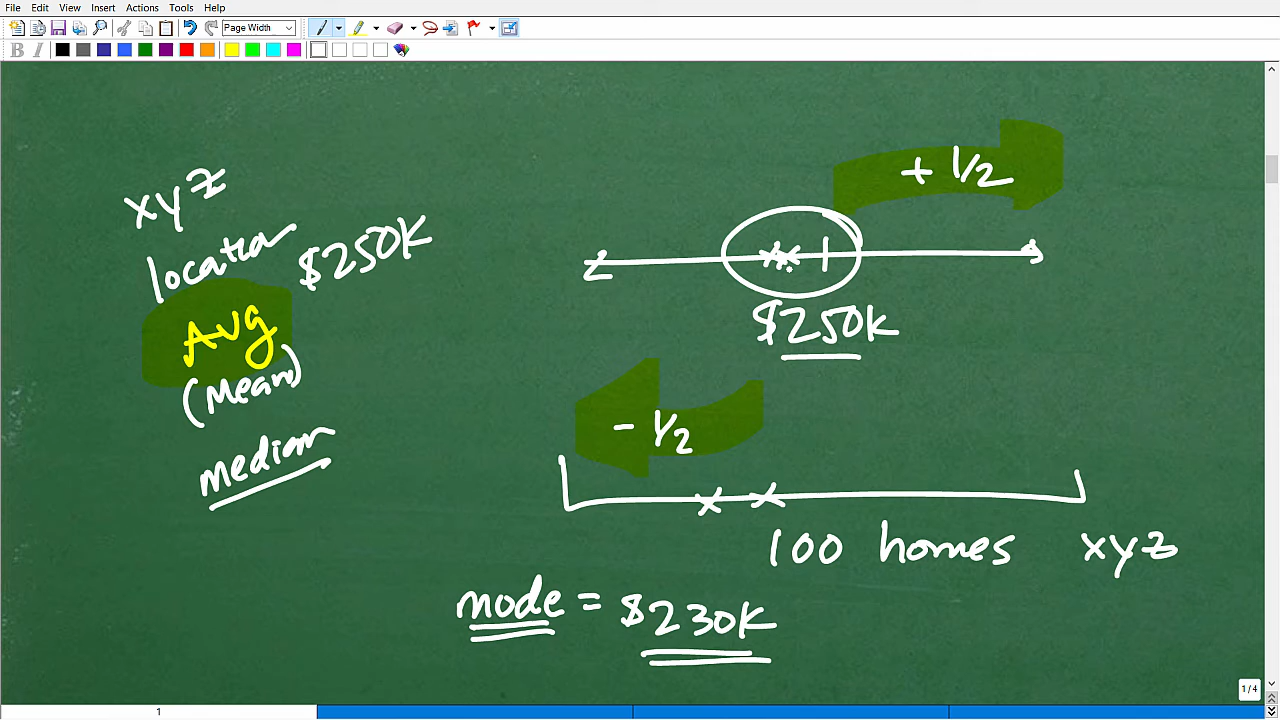 File Edit View Insert Actions Tools Help
Page Width
B I
xyz
location $250K
AVG
(Mean)
median
+ 1/2
$250K
- 1/2
100 homes xyz
mode = $230K
1/4
1